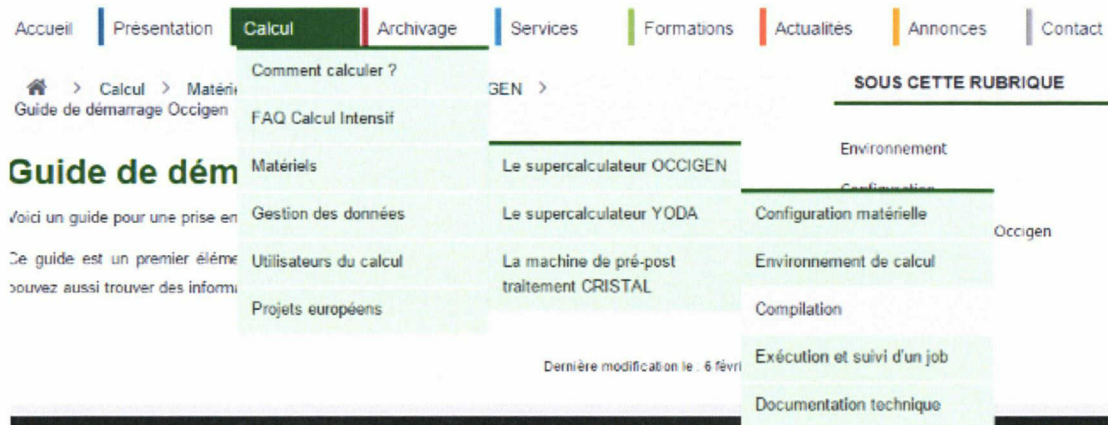 Accueil Présentation Calcul Archivage Services Formations Actualités Annonces Contact
> Calcul > Matérie GEN >
Guide de démarrage Occigen
SOUS CETTE RUBRIQUE
Comment calculer ?
FAQ Calcul Intensif
Matériels
Gestion des données
Utilisateurs du calcul
Projets européens
Le supercalculateur OCCIGEN
Le supercalculateur YODA
La machine de pré-post
traitement CRISTAL
Configuration matérielle
Environnement de calcul
Compilation
Exécution et suivi d'un job
Documentation technique
Environnement
Configuration
Occigen
Guide de dém
Voici un guide pour une prise en
Ce guide est un premier éléme
pouvez aussi trouver des informa
Dernière modification le : 6 févri